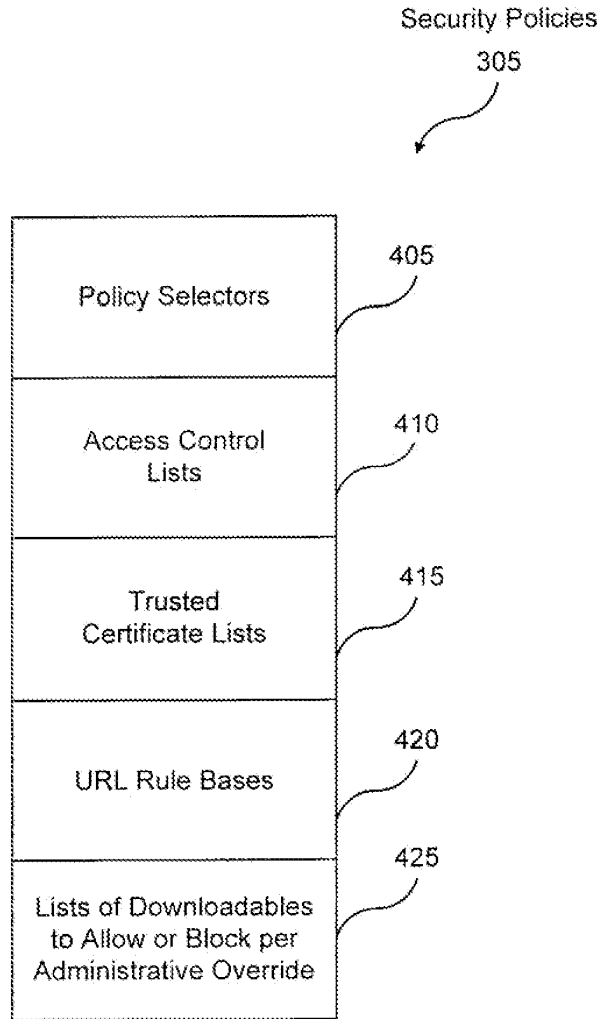 Security Policies
305
Policy Selectors
405
Access Control
Lists
410
Trusted
Certificate Lists
415
URL Rule Bases
420
Lists of Downloadables
to Allow or Block per
Administrative Override
425